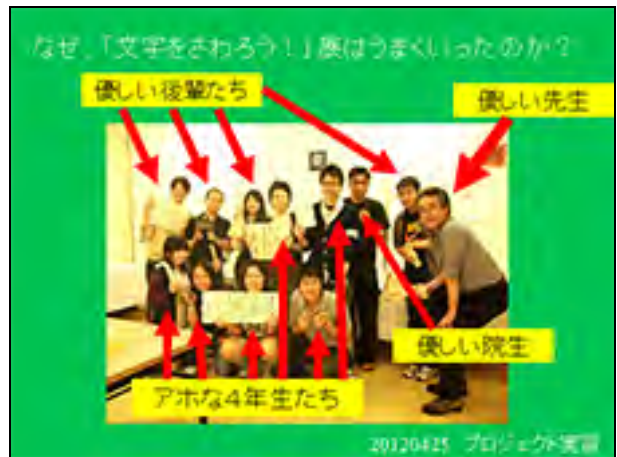 なぜ、「文字をさわろう！」展はうまくいったのか？
優しい後輩たち
優しい先生
優しい院生
アホな４年生たち
20120425 プロジェクト実習